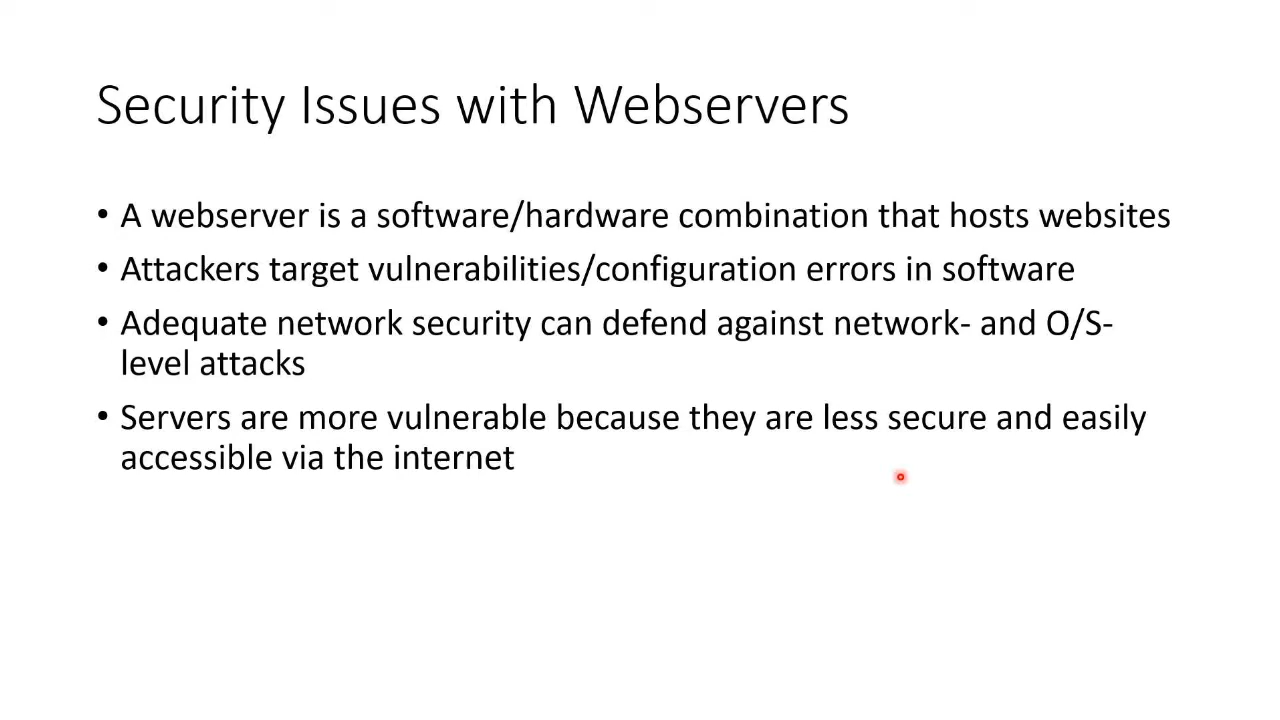 Security Issues with Webservers
• A webserver is a software/hardware combination that hosts websites
• Attackers target vulnerabilities/configuration errors in software
• Adequate network security can defend against network- and O/S-
level attacks
• Servers are more vulnerable because they are less secure and easily
accessible via the internet